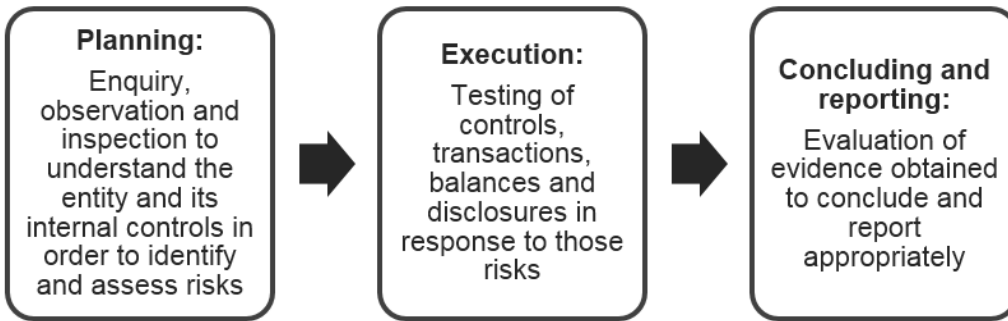 Planning:
Enquiry,
observation and
inspection to
understand the
entity and its
internal controls in
order to identify
and assess risks
Execution:
Testing of
controls,
transactions,
balances and
disclosures in
response to those
risks
Concluding and
reporting:
Evaluation of
evidence obtained
to conclude and
report
appropriately